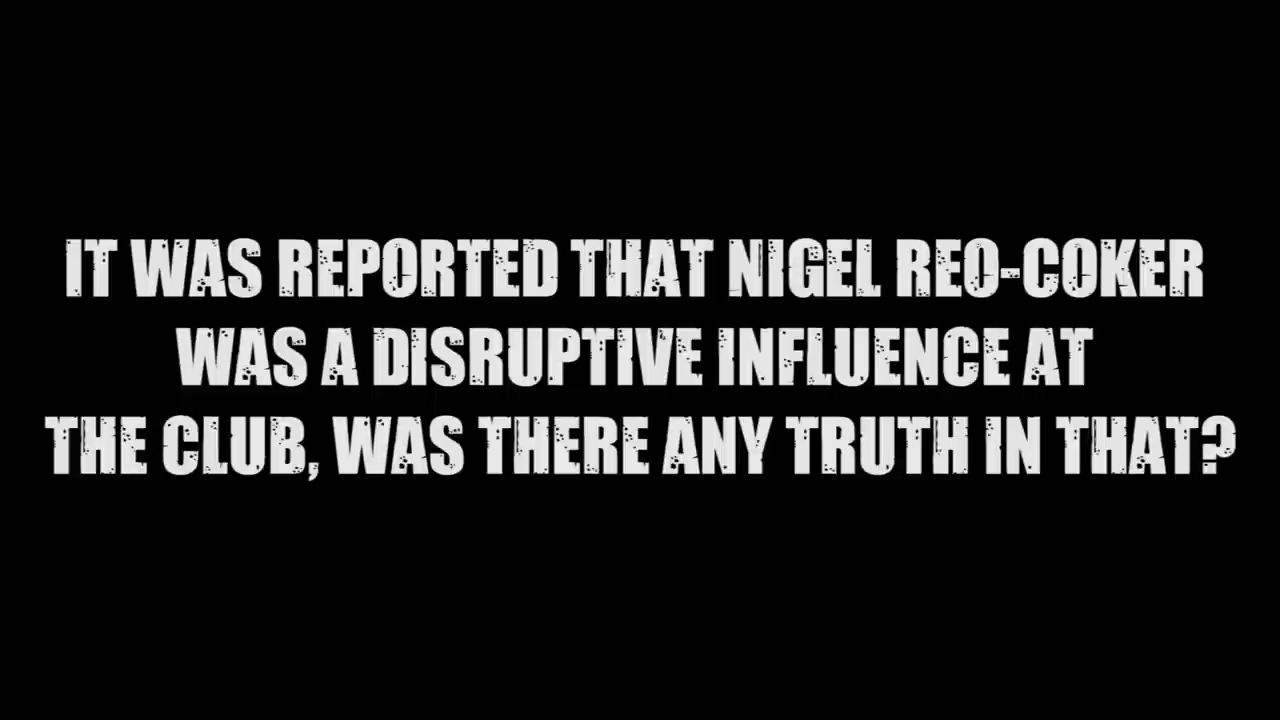 IT WAS REPORTED THAT NIGEL REO-COKER
WAS A DISRUPTIVE INFLUENCE AT
THE CLUB, WAS THERE ANY TRUTH IN THAT?